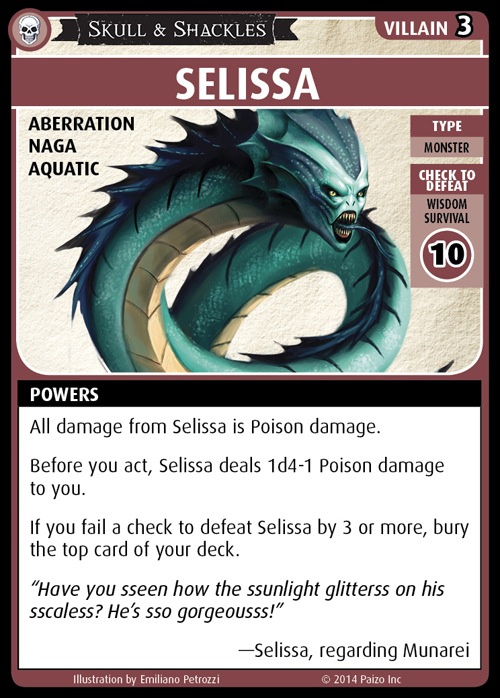 SKULL & SHACKLES
VILLAIN 3
SELISSA
ABERRATION
NAGA
AQUATIC
TYPE
MONSTER
CHECK TO
DEFEAT
WISDOM
SURVIVAL
10
POWERS
All damage from Selissa is Poison damage.
Before you act, Selissa deals 1d4-1 Poison damage
to you.
If you fail a check to defeat Selissa by 3 or more, bury
the top card of your deck.
“Have you sseen how the ssunlight glitterss on his
sscaless? He’s sso gorgeousss!”
—Selissa, regarding Munarei
Illustration by Emiliano Petrozzi
© 2014 Paizo Inc